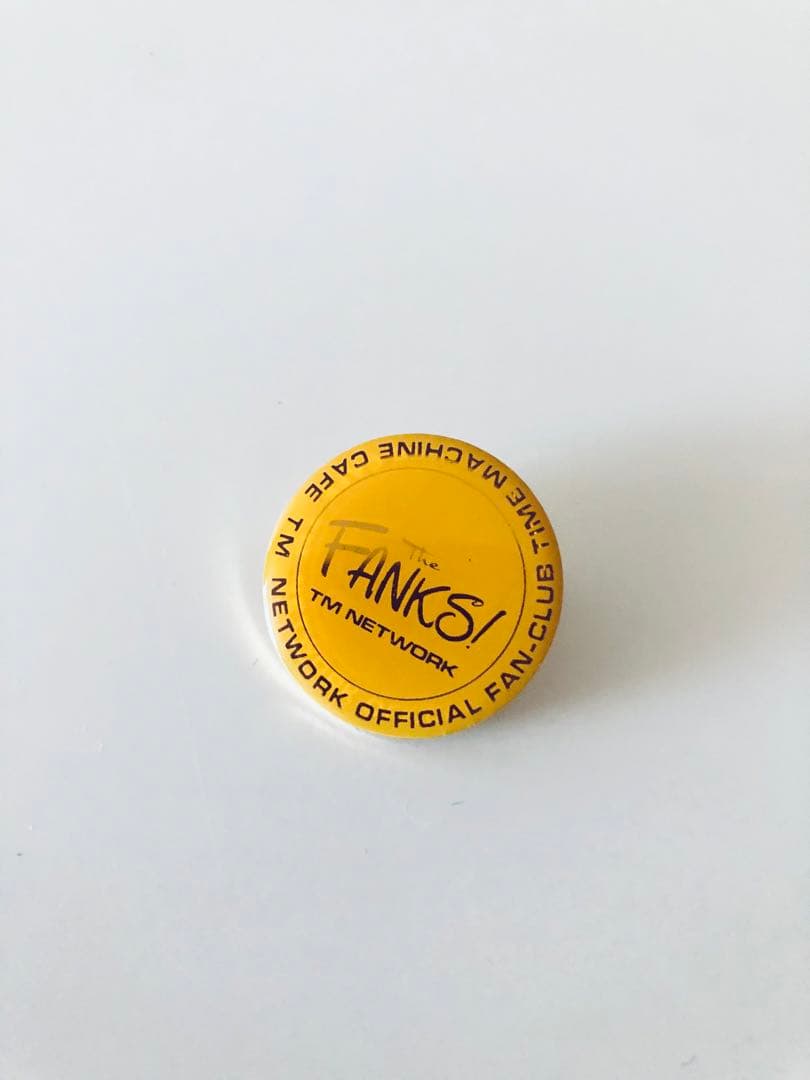 The
FANKS!
TM NETWORK
TM NETWORK OFFICIAL FAN-CLUB TIME MACHINE CAFE